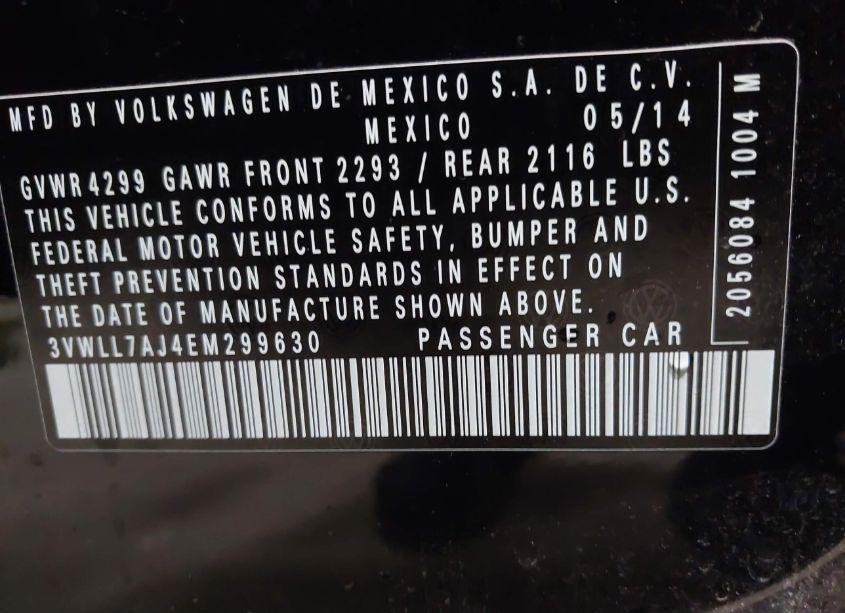 MFD BY VOLKSWAGEN DE MEXICO S.A. DE C.V.
MEXICO 05/14
GVWR 4299 GAWR FRONT 2293 / REAR 2116 LBS
THIS VEHICLE CONFORMS TO ALL APPLICABLE U.S.
FEDERAL MOTOR VEHICLE SAFETY, BUMPER AND
THEFT PREVENTION STANDARDS IN EFFECT ON
THE DATE OF MANUFACTURE SHOWN ABOVE.
3VWLL7AJ4EM299630 PASSENGER CAR
2056084 1004 M